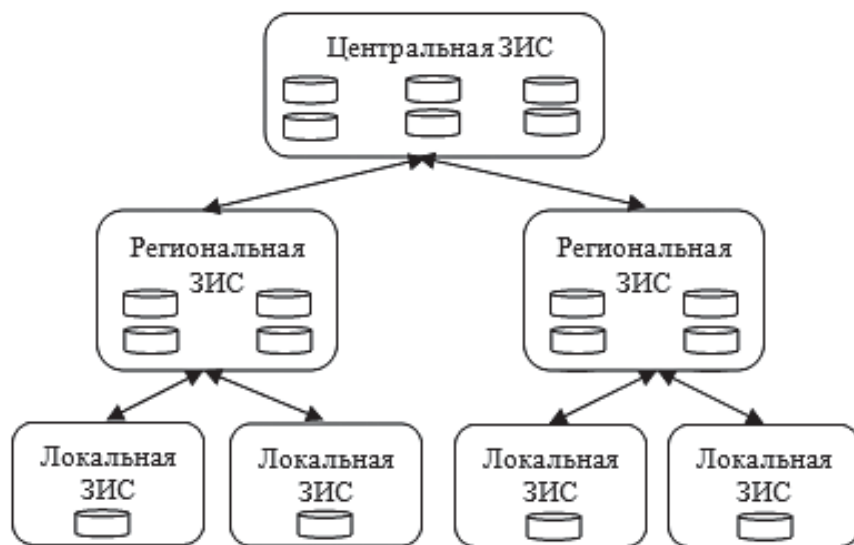 Центральная ЗИС
Региональная
ЗИС
Региональная
ЗИС
Локальная
ЗИС
Локальная
ЗИС
Локальная
ЗИС
Локальная
ЗИС